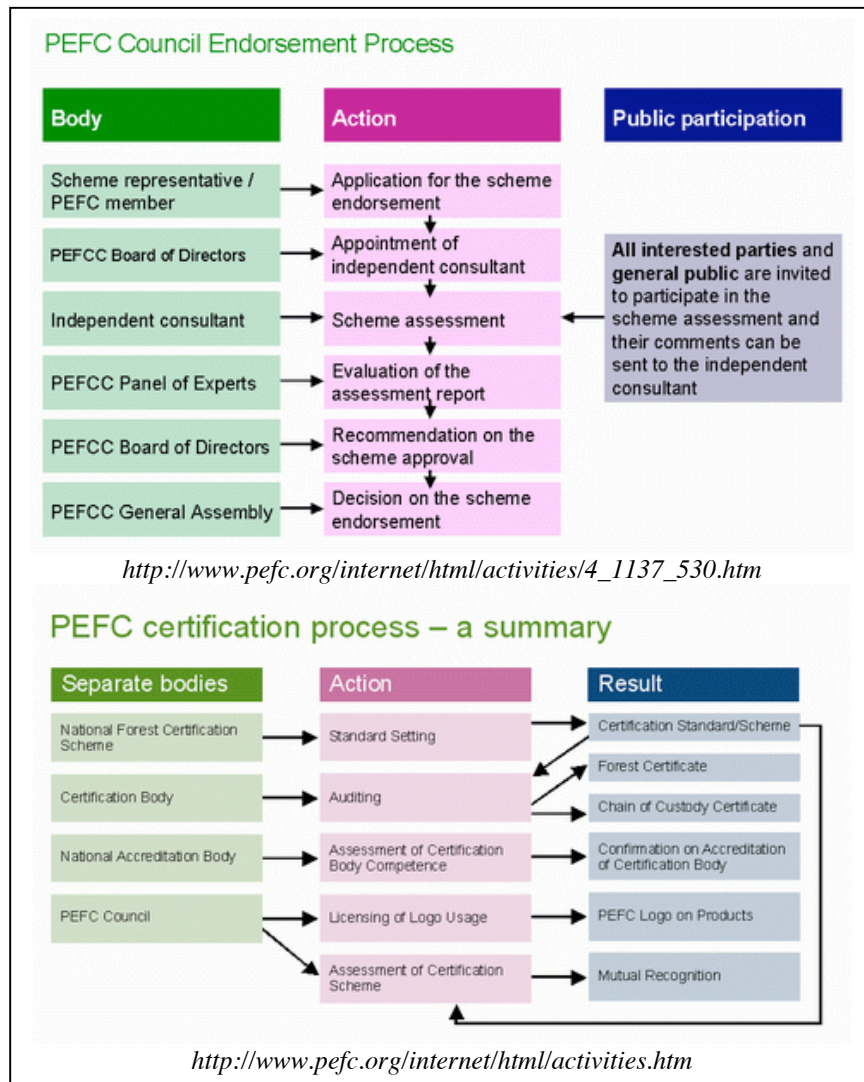 PEFC Council Endorsement Process
Body
Action
Public participation
Scheme representative /
PEFC member
Application for the scheme
endorsement
PEFCC Board of Directors
Appointment of
independent consultant
All interested parties and
general public are invited
to participate in the
scheme assessment and
their comments can be
sent to the independent
consultant
Independent consultant
Scheme assessment
PEFCC Panel of Experts
Evaluation of the
assessment report
PEFCC Board of Directors
Recommendation on the
scheme approval
PEFCC General Assembly
Decision on the scheme
endorsement
http://www.pefc.org/internet/html/activities/4_1137_530.htm
PEFC certification process – a summary
Separate bodies
Action
Result
National Forest Certification
Scheme
Standard Setting
Certification Standard/Scheme
Forest Certificate
Certification Body
Auditing
Chain of Custody Certificate
National Accreditation Body
Assessment of Certification
Body Competence
Confirmation on Accreditation
of Certification Body
PEFC Council
Licensing of Logo Usage
PEFC Logo on Products
Assessment of Certification
Scheme
Mutual Recognition
http://www.pefc.org/internet/html/activities.htm